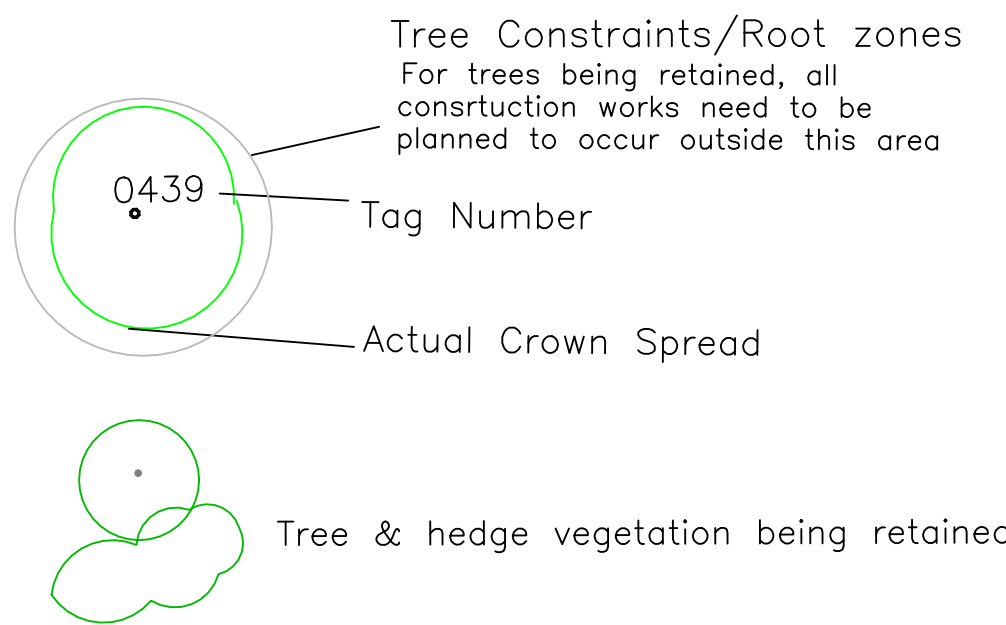 Tree Constraints/Root zones
For trees being retained, all
consrtuction works need to be
planned to occur outside this area
0439
Tag Number
Actual Crown Spread
Tree & hedge vegetation being retained